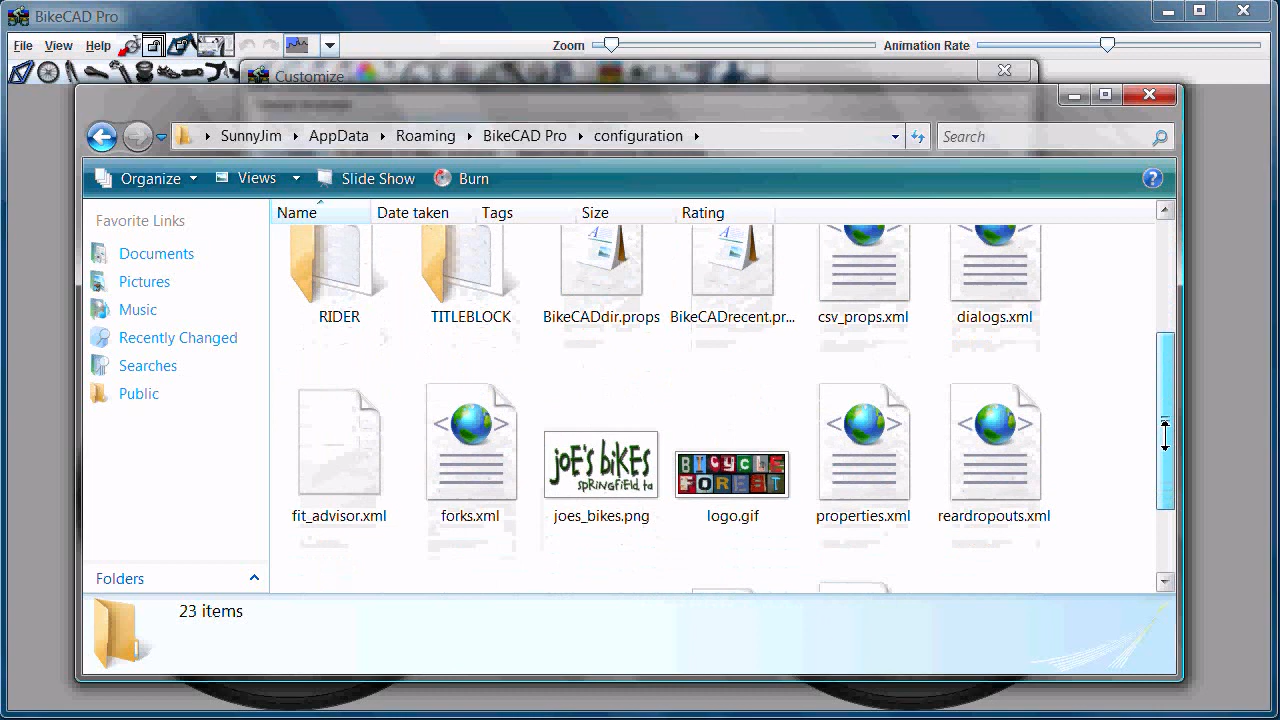 BikeCAD Pro
File View Help
Zoom
Animation Rate
Customize
SunnyJim AppData Roaming BikeCAD Pro configuration
Search
Organize Views Slide Show Burn
?
Favorite Links
Documents
Pictures
Music
Recently Changed
Searches
Public
Folders
Name Date taken Tags Size Rating
RIDER TITLEBLOCK BikeCADdir.props BikeCADrecent.pr... csv_props.xml dialogs.xml
joE's biKES
spRiNGfiElD, ta
BICYCLE
FOREST
fit_advisor.xml forks.xml joes_bikes.png logo.gif properties.xml reardropouts.xml
23 items